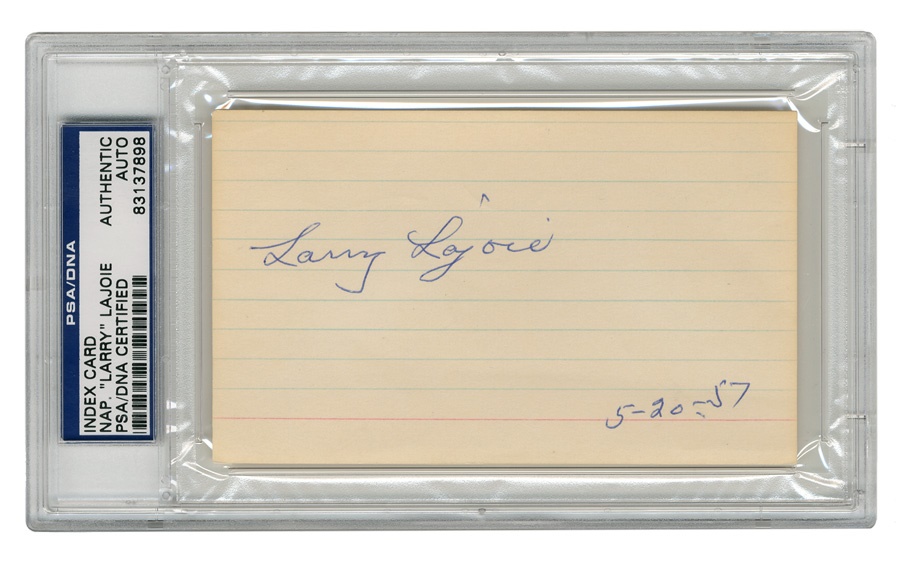 PSA/DNA
INDEX CARD
NAP. "LARRY" LAJOIE
PSA/DNA CERTIFIED
AUTHENTIC
AUTO
83137898
Larry Lajoie
5-20-57